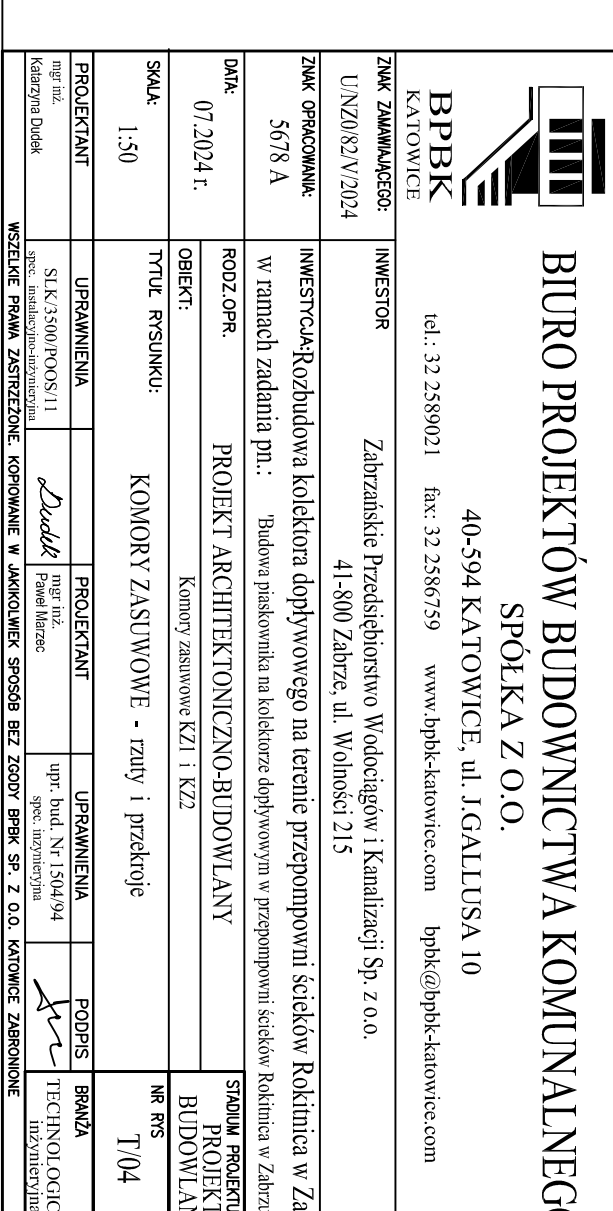 BPBK
KATOWICE
BIURO PROJEKTÓW BUDOWNICTWA KOMUNALNEGO
SPÓŁKA Z O.O.
40-594 KATOWICE, ul. J.GALLUSA 10
tel.: 32 2589021 fax: 32 2586759 www.bpbk-katowice.com bpbk@bpbk-katowice.com
ZNAK ZAMAWIAJĄCEGO:
U/NZ0/82/V/2024
INWESTOR
Zabrzańskie Przedsiębiorstwo Wodociągów i Kanalizacji Sp. z o.o.
41-800 Zabrze, ul. Wolności 215
ZNAK OPRACOWANIA:
5678 A
INWESTYCJA:Rozbudowa kolektora dopływowego na terenie przepompowni ścieków Rokitnica w Za
w ramach zadania pn.: 'Budowa piaskownika na kolektorze dopływowym w przepompowni ścieków Rokitnica w Zabrzu
DATA:
07.2024 r.
RODZ.OPR.
PROJEKT ARCHITEKTONICZNO-BUDOWLANY
OBIEKT:
Komory zasuwowe KZ1 i KZ2
STADIUM PROJEKTU
PROJEKT
BUDOWLAN
SKALA:
1:50
TYTUŁ RYSUNKU:
KOMORY ZASUWOWE - rzuty i przekroje
NR RYS
T/04
PROJEKTANT
UPRAWNIENIA
PROJEKTANT
UPRAWNIENIA
PODPIS
BRANŻA
mgr inż.
Katarzyna Dudek
SLK/3500/POOS/11
spec. instalacyjno-inżynieryjna
Dudek
mgr inż.
Paweł Marzec
upr. bud. Nr 1504/94
spec. inżynieryjna
TECHNOLOGIC
inżynieryjna
WSZELKIE PRAWA ZASTRZEŻONE. KOPIOWANIE W JAKIKOLWIEK SPOSÓB BEZ ZGODY BPBK SP. Z O.O. KATOWICE ZABRONIONE